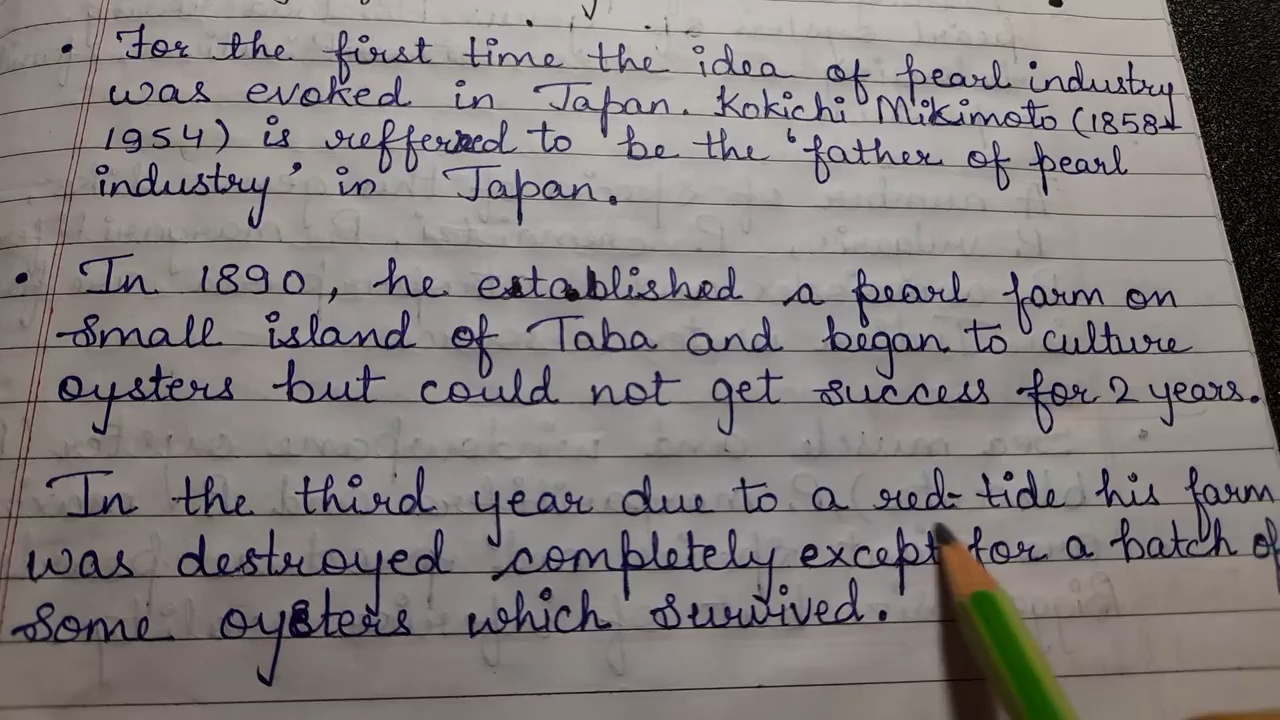 • For the first time the idea of pearl industry
was evoked in Japan. Kokichi Mikimoto (1858-
1954) is refferred to be the 'father of pearl
industry' in Japan.
• In 1890, he established a pearl farm on
small island of Taba and began to culture
oysters but could not get success for 2 years.
In the third year due to a red-tide his farm
was destroyed completely except for a batch of
some oysters which survived.